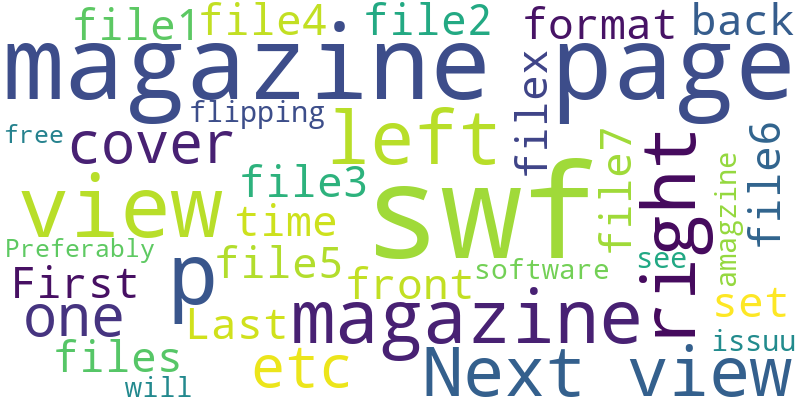 file1 file4 file2 format back
magazine page
flipping filex
free cover left file7 right file6
file3 amagzine
view swf
time
Preferably p file5 see
First front software
one Last magazine set
files etc Next view issuu
will